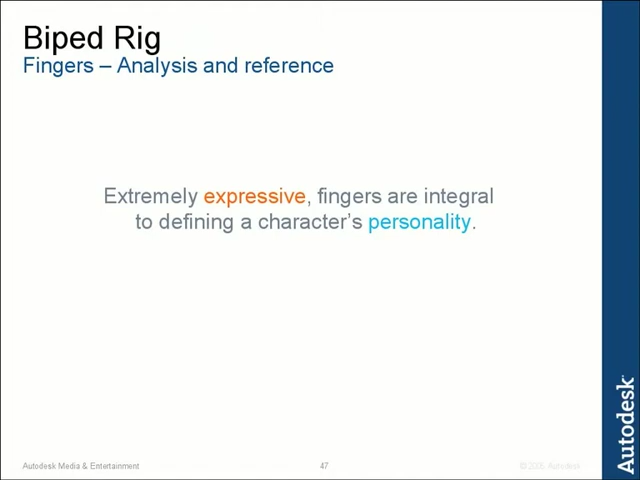 Biped Rig
Fingers – Analysis and reference
Extremely expressive, fingers are integral
to defining a character's personality.
Autodesk Media & Entertainment
47
Autodesk
Autodesk